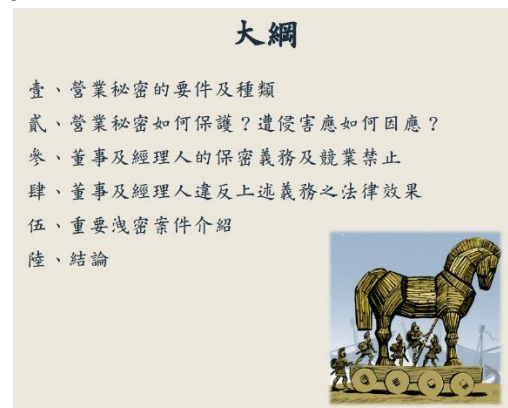 大綱
壹、營業秘密的要件及種類
貳、營業秘密如何保護？遭侵害應如何因應？
參、董事及經理人的保密義務及競業禁止
肆、董事及經理人違反上述義務之法律效果
伍、重要洩密案件介紹
陸、結論